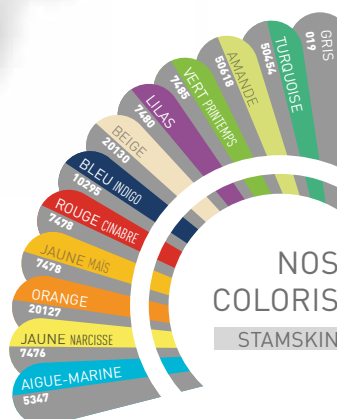 GRIS
019
TURQUOISE
50454
AMANDE
50618
VERT PRINTEMPS
7485
LILAS
7480
BEIGE
20130
BLEU INDIGO
10295
ROUGE CINABRE
7478
JAUNE MAÏS
7478
ORANGE
20127
JAUNE NARCISSE
7476
AIGUE-MARINE
5347
NOS
COLORIS
STAMSKIN